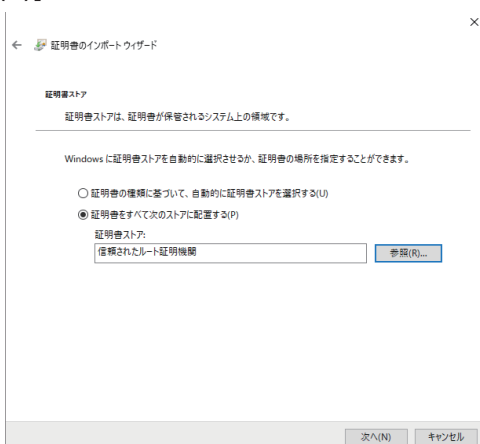 証明書のインポート ウィザード
証明書ストア
証明書ストアは、証明書が保管されるシステム上の領域です。
Windows に証明書ストアを自動的に選択させるか、証明書の場所を指定することができます。
証明書の種類に基づいて、自動的に証明書ストアを選択する(U)
証明書をすべて次のストアに配置する(P)
証明書ストア:
信頼されたルート証明機関
参照(R)...
次へ(N)
キャンセル